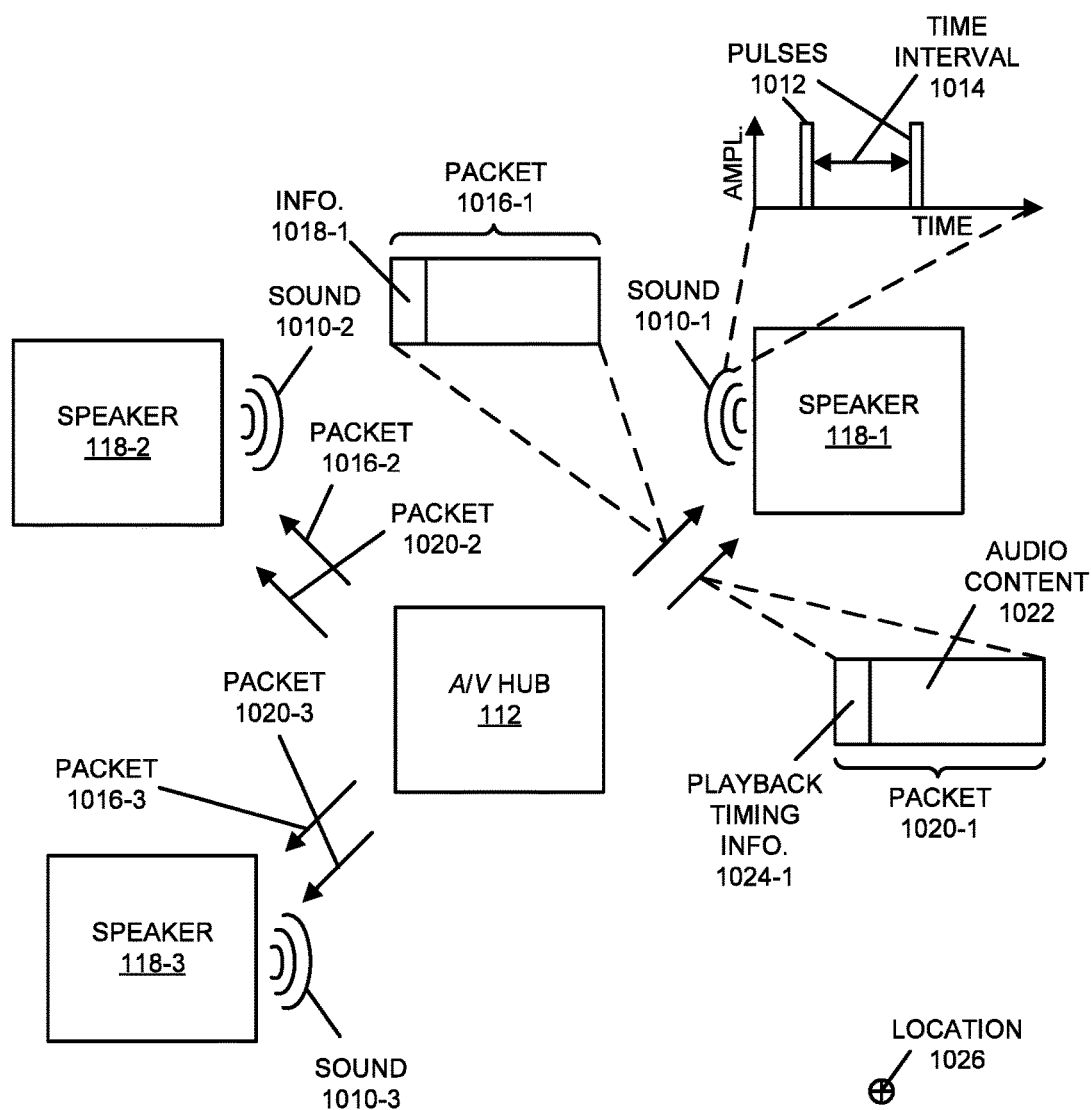 TIME
INTERVAL
1014
PULSES
1012
AMPL.
TIME
PACKET
1016-1
INFO.
1018-1
SOUND
1010-2
SOUND
1010-1
SPEAKER
118-2
SPEAKER
118-1
PACKET
1016-2
PACKET
1020-2
AUDIO
CONTENT
1022
A/V HUB
112
PACKET
1020-3
PACKET
1016-3
PLAYBACK
TIMING
INFO.
1024-1
PACKET
1020-1
SPEAKER
118-3
SOUND
1010-3
LOCATION
1026